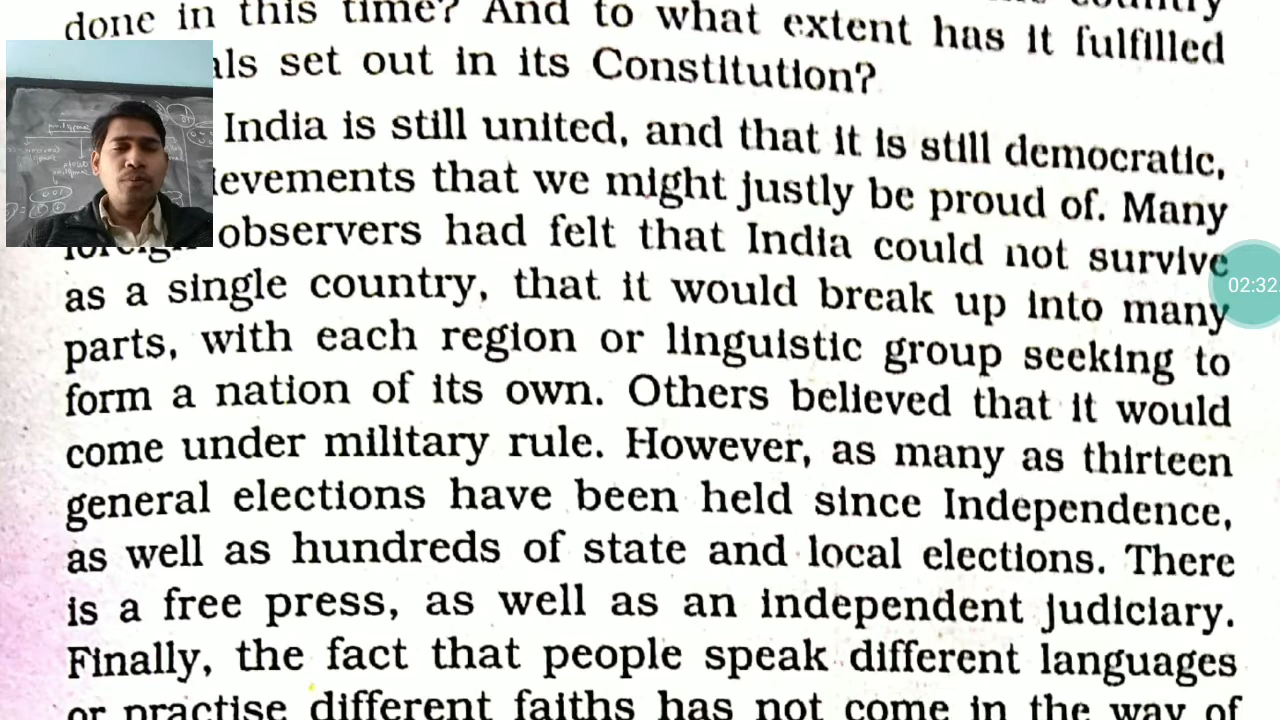 done in this time? And to what extent has it fulfilled
als set out in its Constitution?
India is still united, and that it is still democratic,
ievements that we might justly be proud of. Many
foreign observers had felt that India could not survive
as a single country, that it would break up into many
parts, with each region or linguistic group seeking to
form a nation of its own. Others believed that it would
come under military rule. However, as many as thirteen
general elections have been held since Independence,
as well as hundreds of state and local elections. There
is a free press, as well as an independent judiciary.
Finally, the fact that people speak different languages
or practise different faiths has not come in the way of
02:32